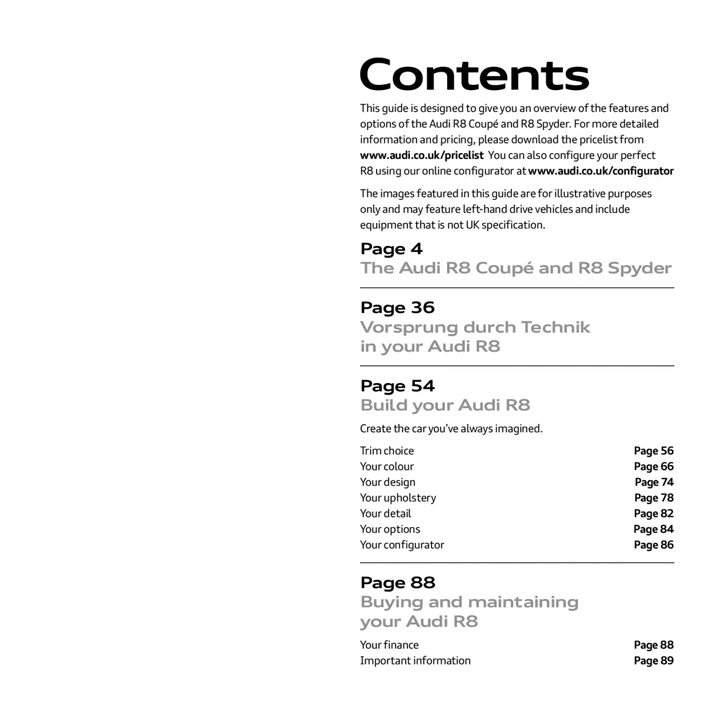 Contents
This guide is designed to give you an overview of the features and
options of the Audi R8 Coupé and R8 Spyder. For more detailed
information and pricing, please download the pricelist from
www.audi.co.uk/pricelist You can also configure your perfect
R8 using our online configurator at www.audi.co.uk/configurator
The images featured in this guide are for illustrative purposes
only and may feature left-hand drive vehicles and include
equipment that is not UK specification.
Page 4
The Audi R8 Coupé and R8 Spyder
Page 36
Vorsprung durch Technik
in your Audi R8
Page 54
Build your Audi R8
Create the car you’ve always imagined.
Trim choice Page 56
Your colour Page 66
Your design Page 74
Your upholstery Page 78
Your detail Page 82
Your options Page 84
Your configurator Page 86
Page 88
Buying and maintaining
your Audi R8
Your finance Page 88
Important information Page 89